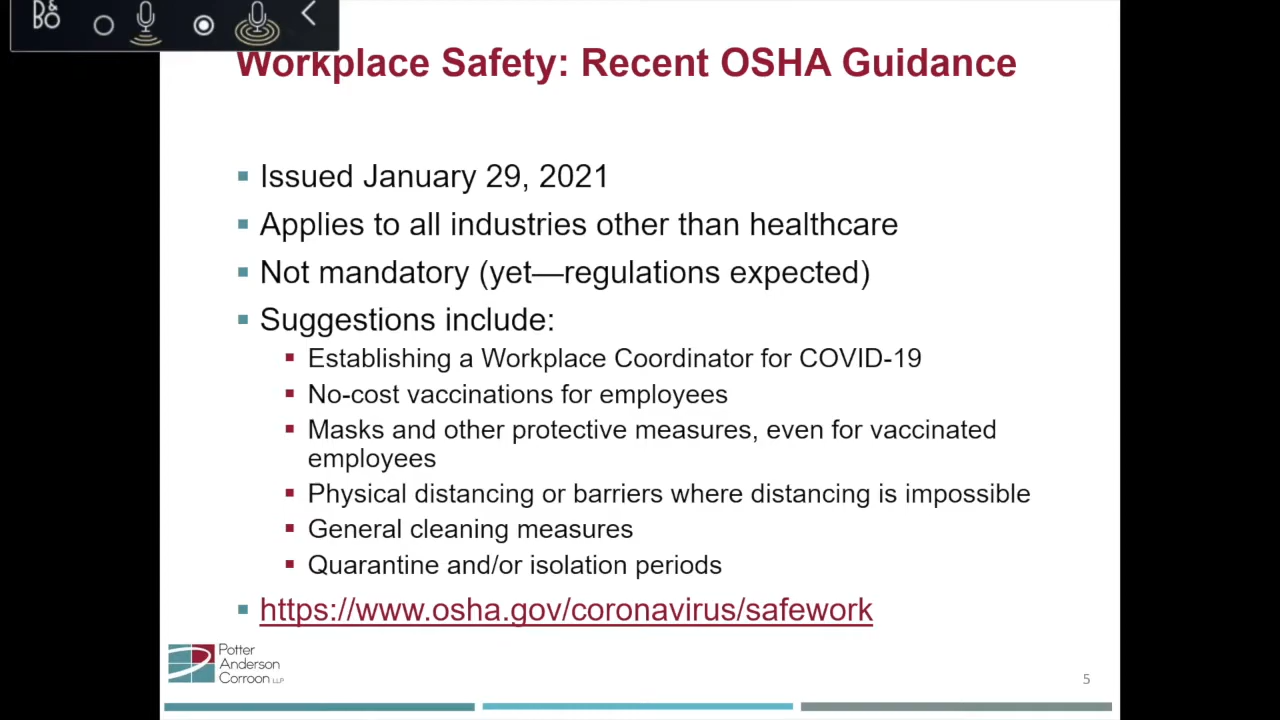 B&O
Workplace Safety: Recent OSHA Guidance
Issued January 29, 2021
Applies to all industries other than healthcare
Not mandatory (yet—regulations expected)
Suggestions include:
Establishing a Workplace Coordinator for COVID-19
No-cost vaccinations for employees
Masks and other protective measures, even for vaccinated
employees
Physical distancing or barriers where distancing is impossible
General cleaning measures
Quarantine and/or isolation periods
https://www.osha.gov/coronavirus/safework
Potter
Anderson
Corroon LLP
5